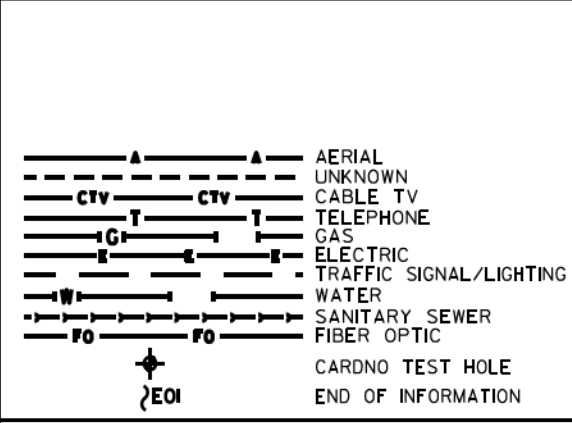 A A AERIAL
UNKNOWN
CTV CTV CABLE TV
T T TELEPHONE
G GAS
E E E ELECTRIC
TRAFFIC SIGNAL/LIGHTING
W WATER
SANITARY SEWER
FO FO FIBER OPTIC
CARDNO TEST HOLE
EOI END OF INFORMATION